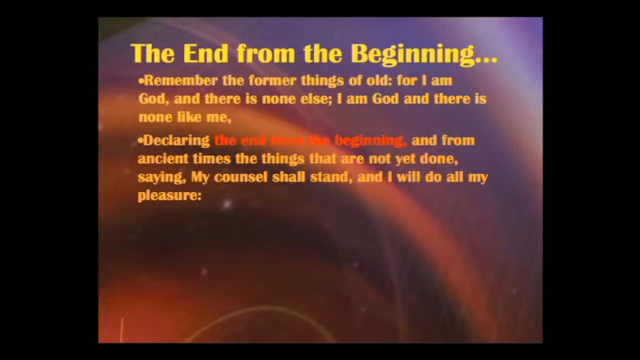 The End from the Beginning...
•Remember the former things of old: for I am
God, and there is none else; I am God and there is
none like me,
•Declaring the end from the beginning, and from
ancient times the things that are not yet done,
saying, My counsel shall stand, and I will do all my
pleasure: